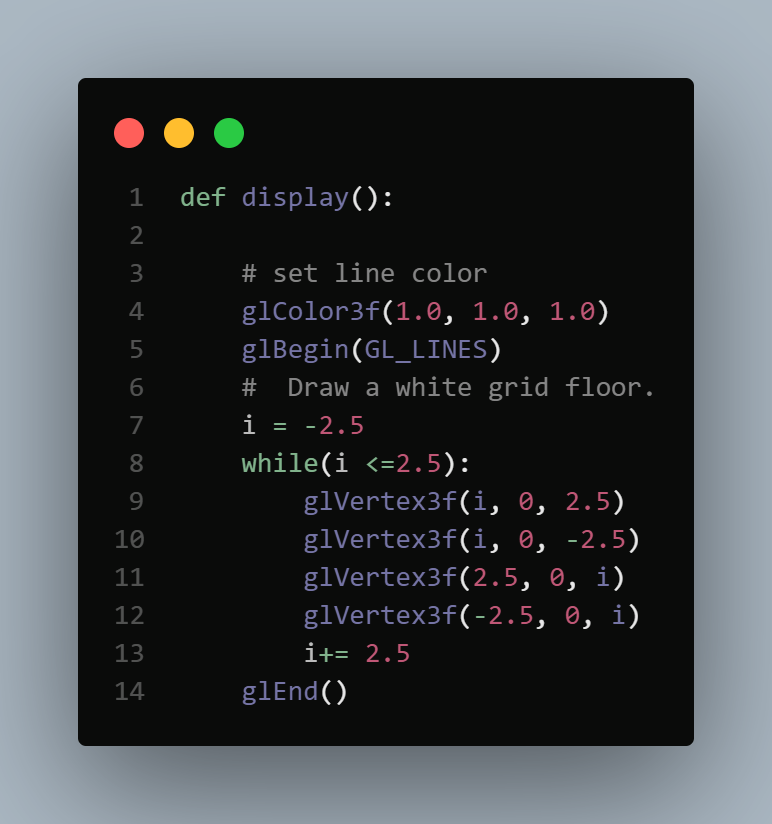 1 def display():
2
3     # set line color
4     glColor3f(1.0, 1.0, 1.0)
5     glBegin(GL_LINES)
6     #  Draw a white grid floor.
7     i = -2.5
8     while(i <=2.5):
9         glVertex3f(i, 0, 2.5)
10         glVertex3f(i, 0, -2.5)
11         glVertex3f(2.5, 0, i)
12         glVertex3f(-2.5, 0, i)
13         i+= 2.5
14     glEnd()